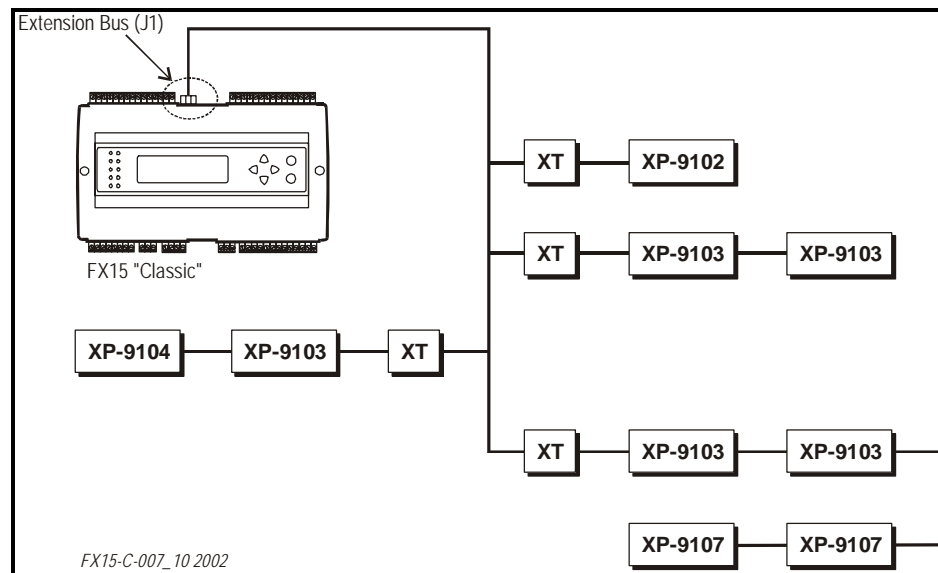 Extension Bus (J1)
XT XP-9102
XT XP-9103 XP-9103
FX15 "Classic"
XP-9104 XP-9103 XT
XT XP-9103 XP-9103
XP-9107 XP-9107
FX15-C-007_10 2002